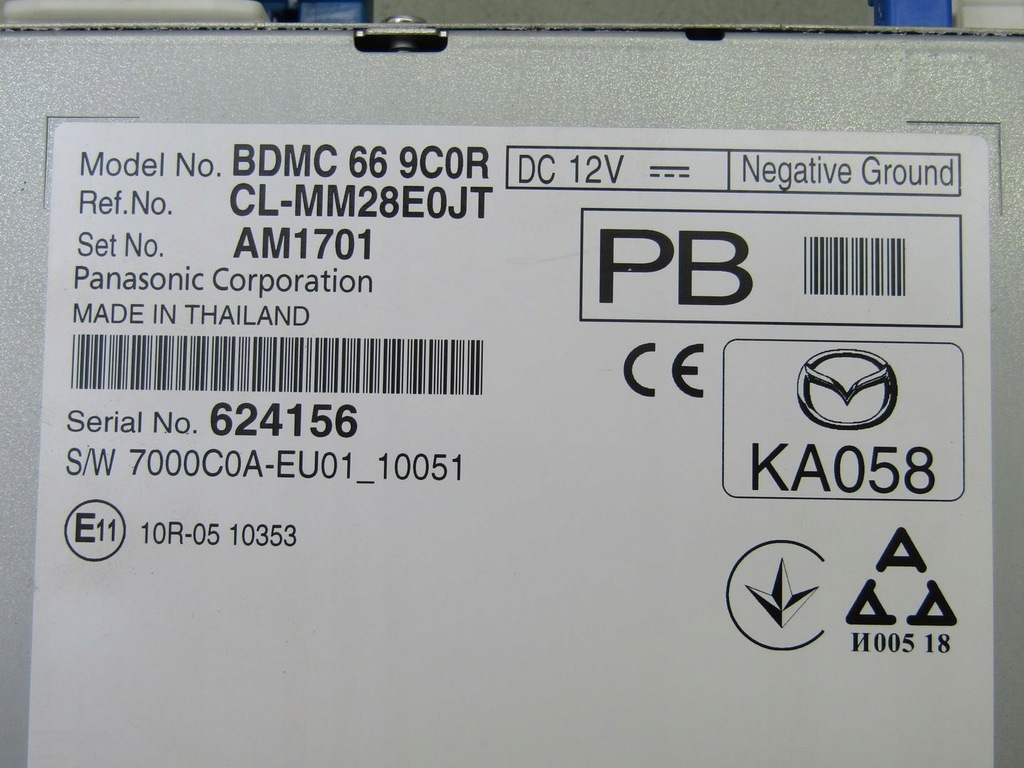 Model No. BDMC 66 9C0R
DC 12V ⎓ Negative Ground
Ref.No. CL-MM28E0JT
Set No. AM1701
PB
Panasonic Corporation
MADE IN THAILAND
CE
Serial No. 624156
KA058
S/W 7000C0A-EU01_10051
E11 10R-05 10353
И005 18